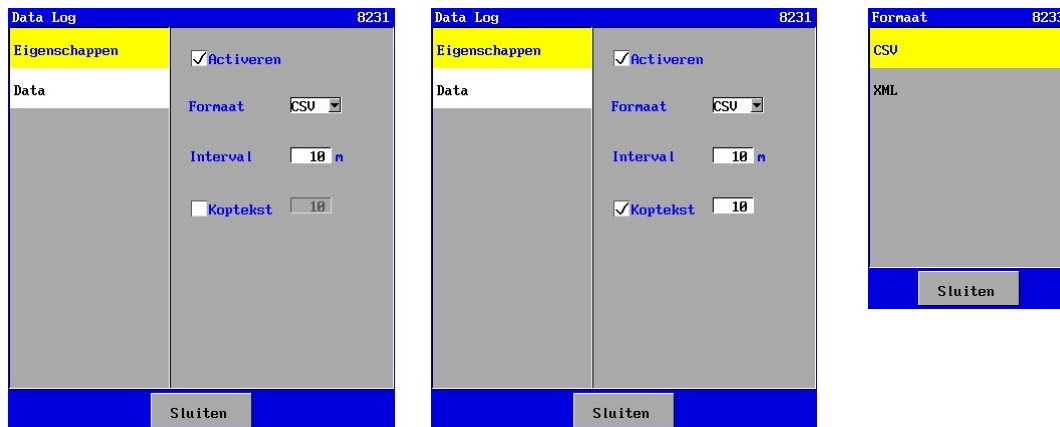 Data Log 8231
Eigenschappen
Data
Activeren
Formaat CSV
Interval 10 m
Koptekst 10
Sluiten
Data Log 8231
Eigenschappen
Data
Activeren
Formaat CSV
Interval 10 m
Koptekst 10
Sluiten
Formaat 8233
CSV
XML
Sluiten